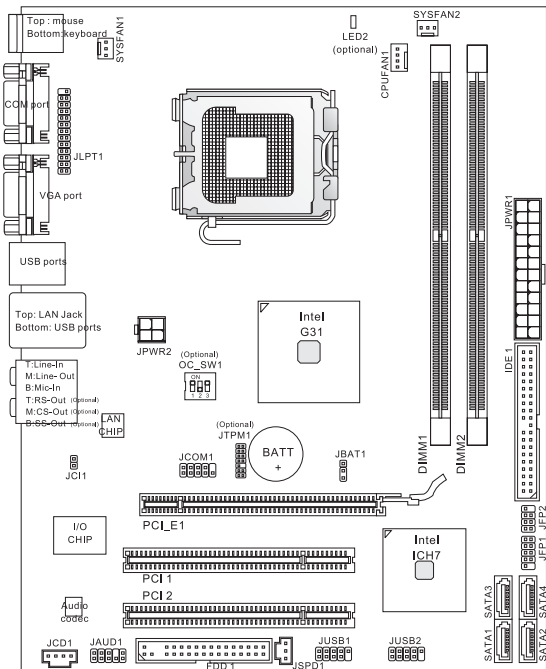 Top : mouse
Bottom:keyboard
SYSFAN1
LED2
(optional)
SYSFAN2
CPUFAN1
COM port
JLPT1
VGA port
JPWR1
USB ports
Top: LAN Jack
Bottom: USB ports
JPWR2
Intel
G31
(Optional)
OC_SW1
ON
1 2 3
IDE 1
T:Line-In
M:Line-Out
B:Mic-In
T:RS-Out (Optional)
M:CS-Out (Optional)
B:SS-Out (Optional)
LAN
CHIP
(Optional)
JTPM1
BATT
+
JBAT1
DIMM1
DIMM2
JCI1
JCOM1
PCI_E1
JFP2
JFP1
I/O
CHIP
Intel
ICH7
PCI 1
PCI 2
SATA3
SATA4
Audio
codec
SATA1
SATA2
JCD1
JAUD1
FDD 1
JSPD1
JUSB1
JUSB2